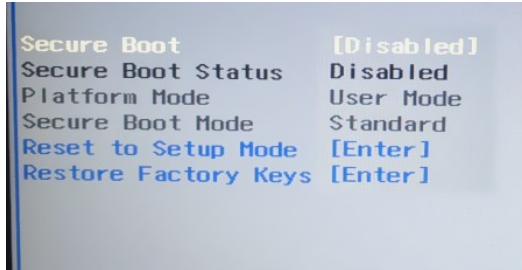 Secure Boot [Disabled]
Secure Boot Status Disabled
Platform Mode User Mode
Secure Boot Mode Standard
Reset to Setup Mode [Enter]
Restore Factory Keys [Enter]